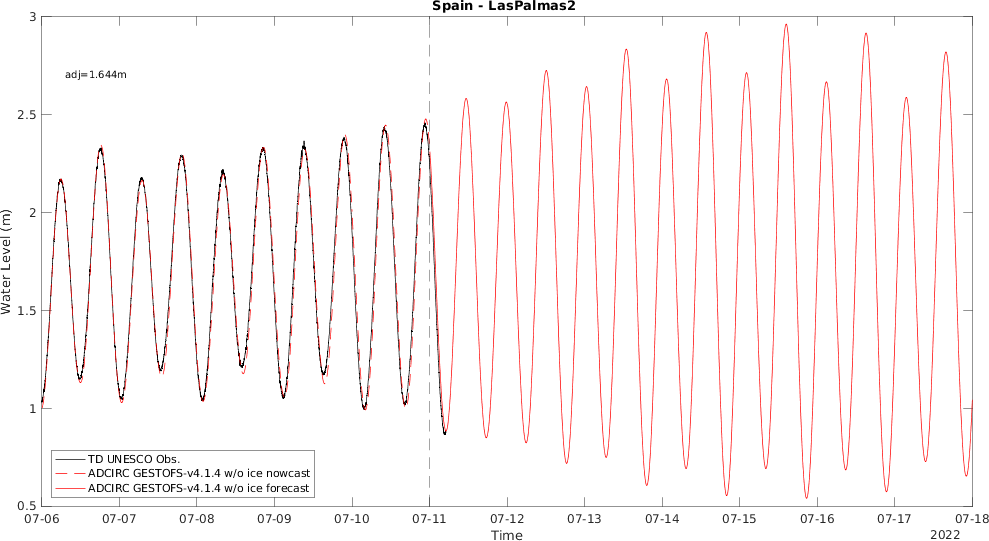 Spain - LasPalmas2
3
adj=1.644m
2.5
2
Water Level (m)
1.5
1
TD UNESCO Obs.
ADCIRC GESTOFS-v4.1.4 w/o ice nowcast
ADCIRC GESTOFS-v4.1.4 w/o ice forecast
0.5
07-06 07-07 07-08 07-09 07-10 07-11 07-12 07-13 07-14 07-15 07-16 07-17 07-18
Time
2022